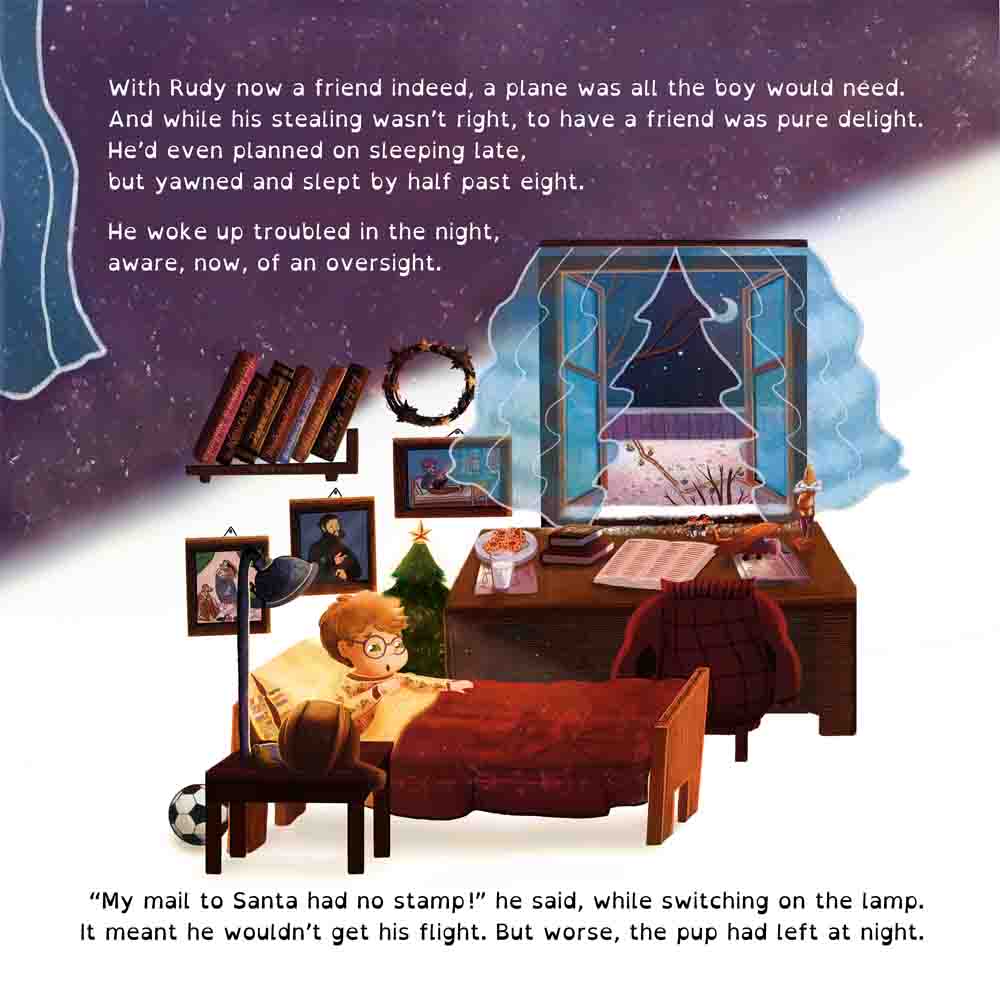 With Rudy now a friend indeed, a plane was all the boy would need.
And while his stealing wasn't right, to have a friend was pure delight.
He'd even planned on sleeping late,
but yawned and slept by half past eight.
He woke up troubled in the night,
aware, now, of an oversight.
“My mail to Santa had no stamp!” he said, while switching on the lamp.
It meant he wouldn't get his flight. But worse, the pup had left at night.